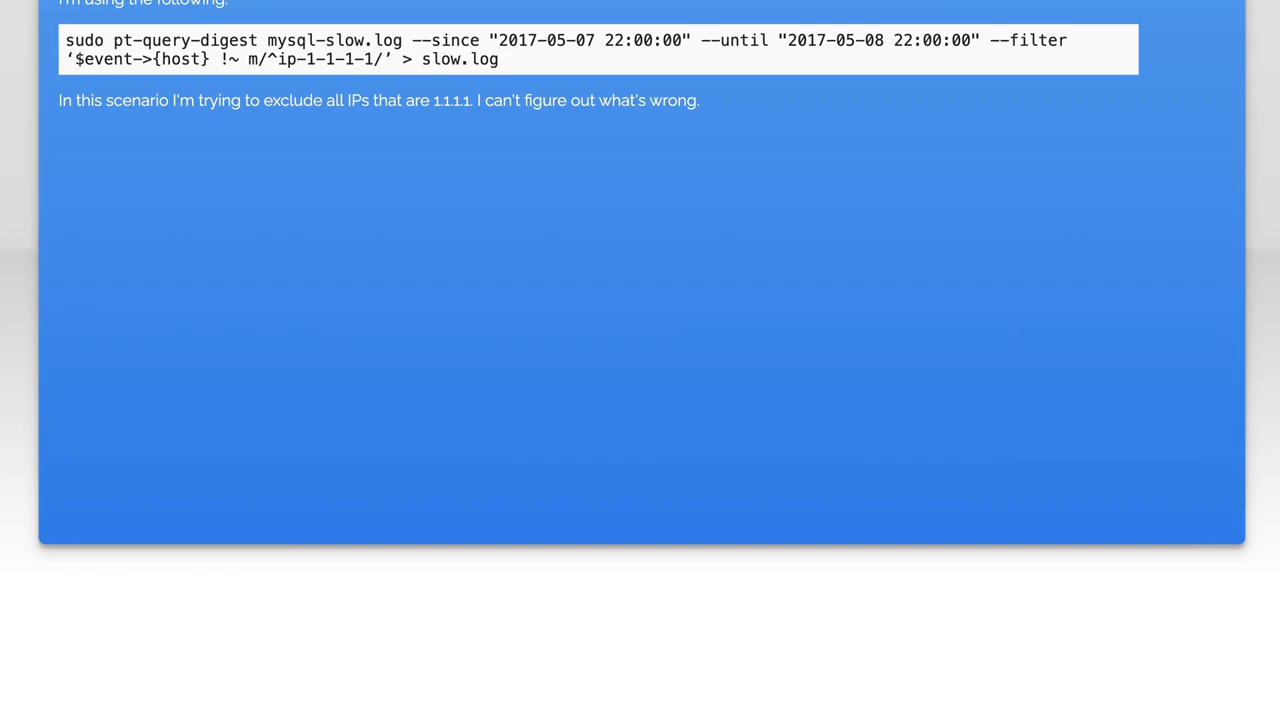 I'm using the following:
sudo pt-query-digest mysql-slow.log --since "2017-05-07 22:00:00" --until "2017-05-08 22:00:00" --filter
‘$event->{host} !~ m/^ip-1-1-1-1/’ > slow.log
In this scenario I'm trying to exclude all IPs that are 1.1.1.1. I can't figure out what's wrong.